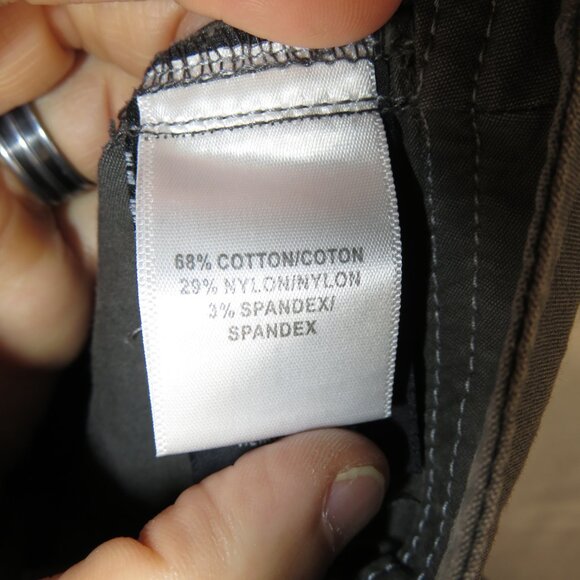 68% COTTON/COTON
29% NYLON/NYLON
3% SPANDEX/
SPANDEX